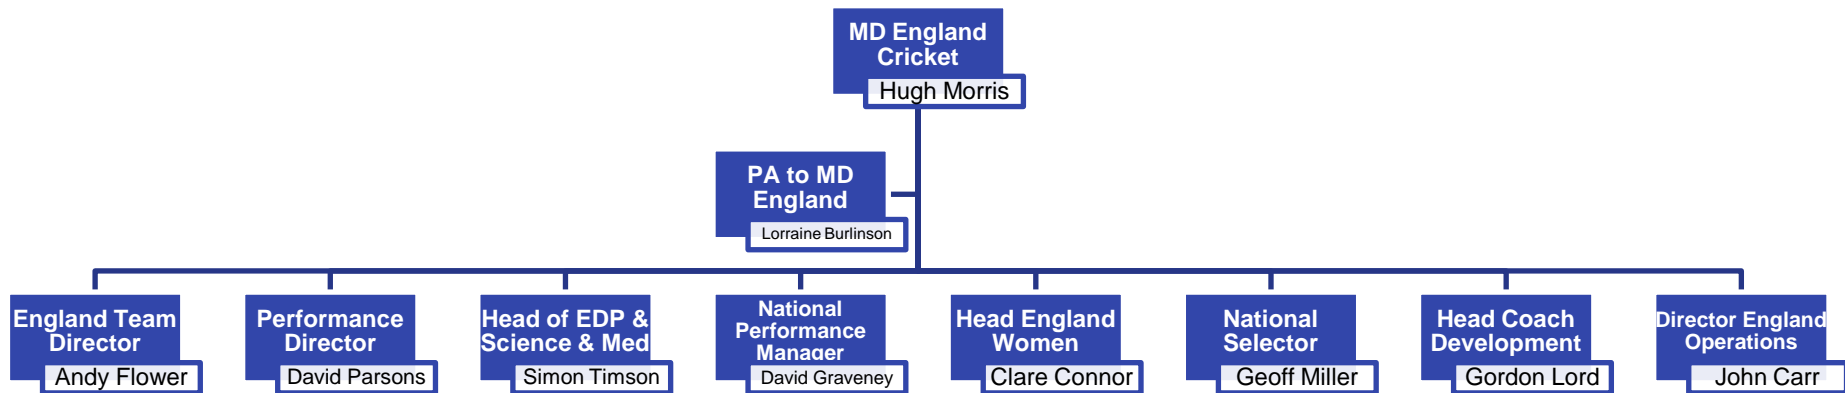 MD England
Cricket
Hugh Morris
PA to MD
England
Lorraine Burlinson
England Team
Director
Andy Flower
Performance
Director
David Parsons
Head of EDP &
Science & Med
Simon Timson
National
Performance
Manager
David Graveney
Head England
Women
Clare Connor
National
Selector
Geoff Miller
Head Coach
Development
Gordon Lord
Director England
Operations
John Carr